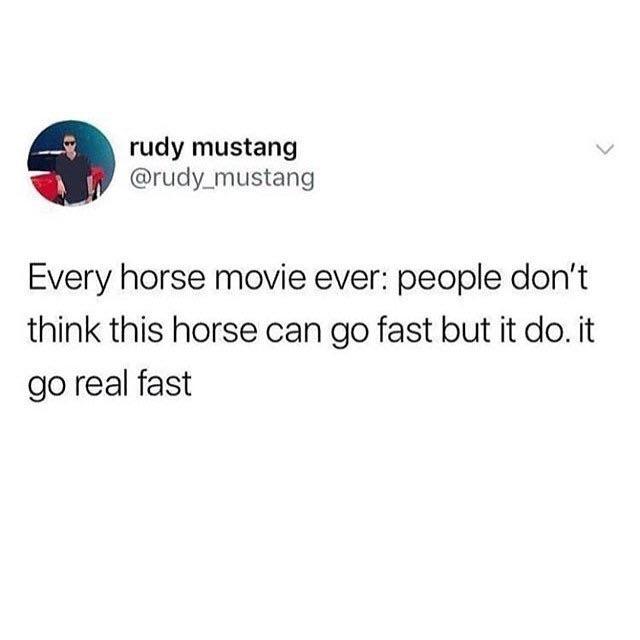 rudy mustang
@rudy_mustang
Every horse movie ever: people don't
think this horse can go fast but it do. it
go real fast